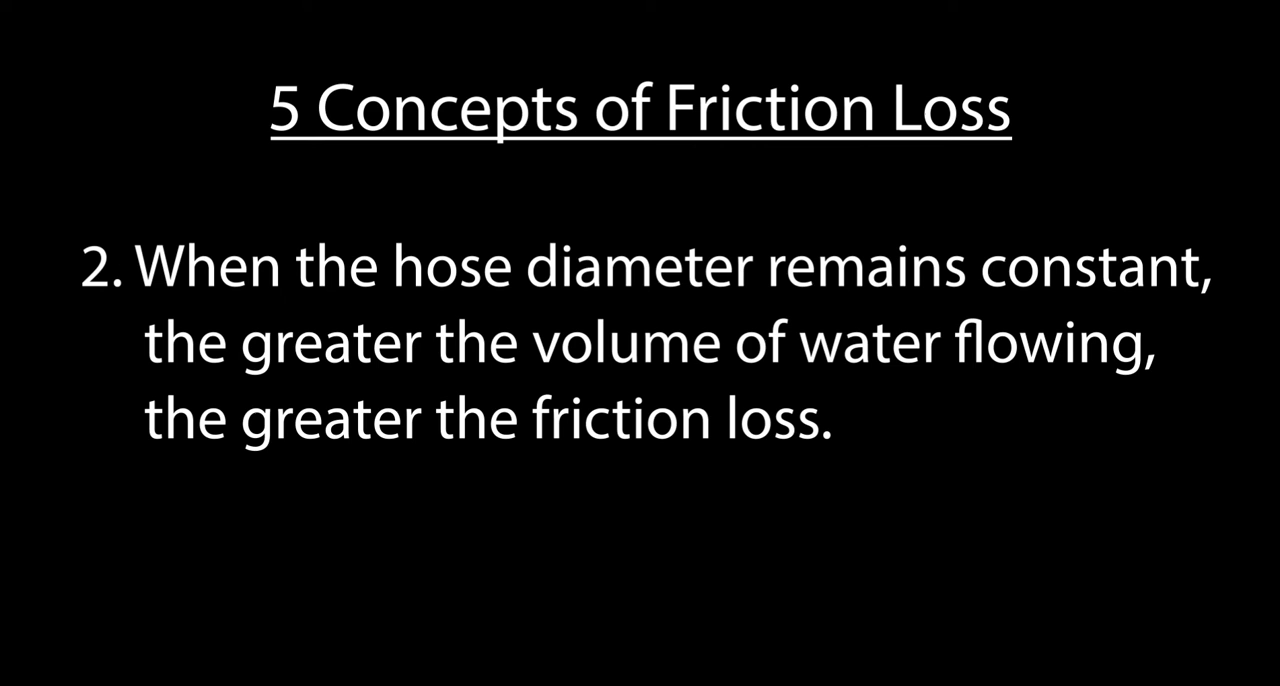 5 Concepts of Friction Loss
2. When the hose diameter remains constant,
the greater the volume of water flowing,
the greater the friction loss.